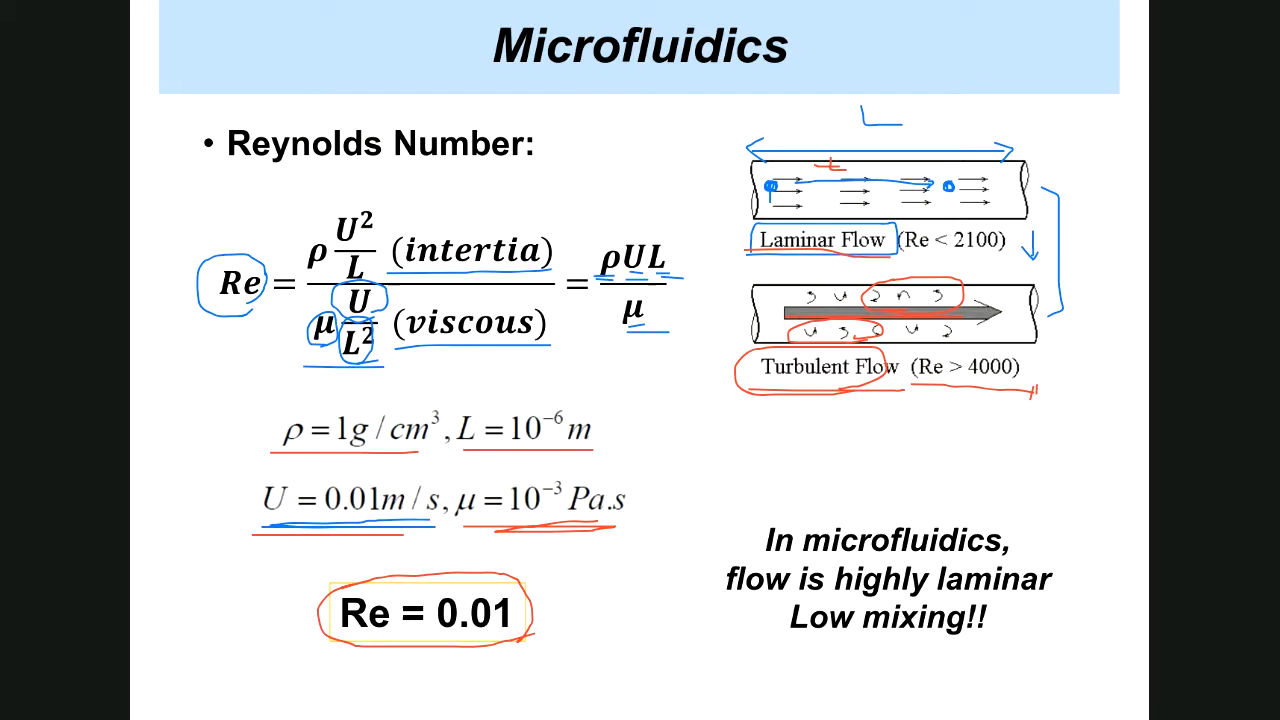 Microfluidics
• Reynolds Number:
Re = ρ U²/L (intertia) / μ U/L² (viscous) = ρUL / μ
ρ = 1g / cm³, L = 10⁻⁶ m
U = 0.01m / s, μ = 10⁻³ Pa.s
Re = 0.01
L
t
Laminar Flow (Re < 2100)
Turbulent Flow (Re > 4000)
In microfluidics,
flow is highly laminar
Low mixing!!